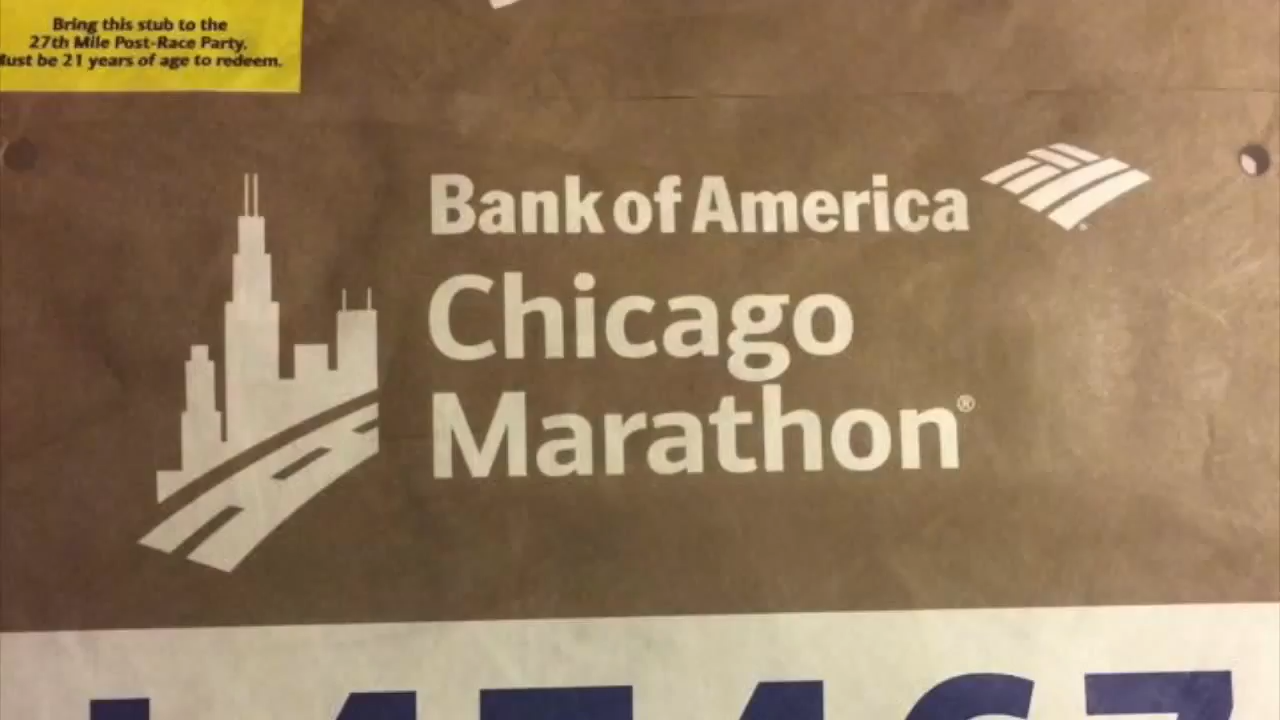 Bring this stub to the
27th Mile Post-Race Party.
Must be 21 years of age to redeem.
Bank of America
Chicago
Marathon®